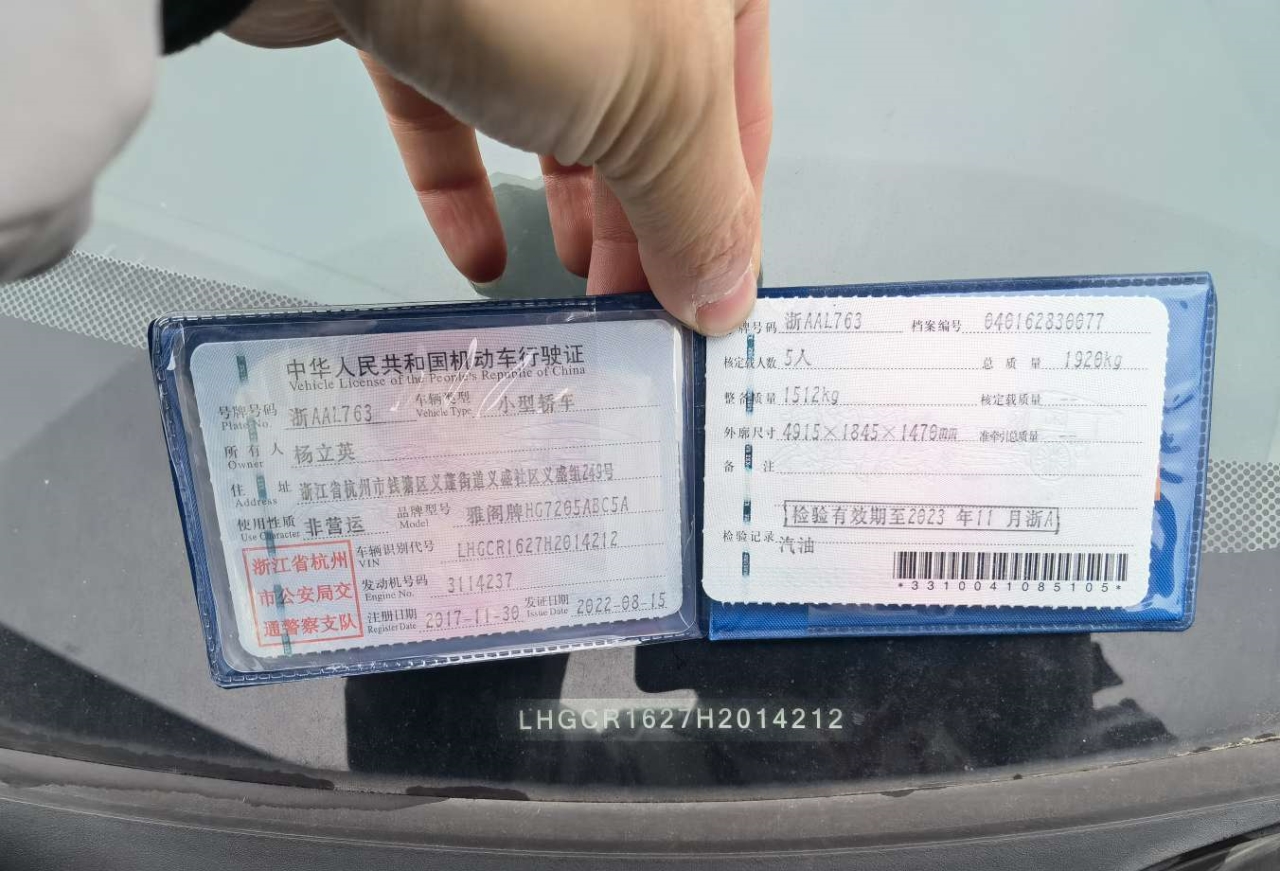 中华人民共和国机动车行驶证
Vehicle License of the People's Republic of China
号牌号码 浙AAL763 车辆类型 小型轿车
Plate No. Vehicle Type
所有人 杨立英
Owner
住址 浙江省杭州市钱塘区义蓬街道义盛社区义盛组249号
Address
使用性质 非营运 品牌型号 雅阁牌HG7205ABC5A
Use Character Model
浙江省杭州
市公安局交
通警察支队
车辆识别代号 LHGCR1627H2014212
VIN
发动机号码 3114237
Engine No.
注册日期 2017-11-30 发证日期 2022-08-15
Register Date Issue Date
号牌号码 浙AAL763 档案编号 040162830077
核定载人数 5人 总质量 1920kg
整备质量 1512kg 核定载质量 --
外廓尺寸 4915×1845×1470mm 准牵引总质量 --
备注
检验有效期至2023年11月浙A
检验记录
汽油
*3310041085105*
LHGCR1627H2014212